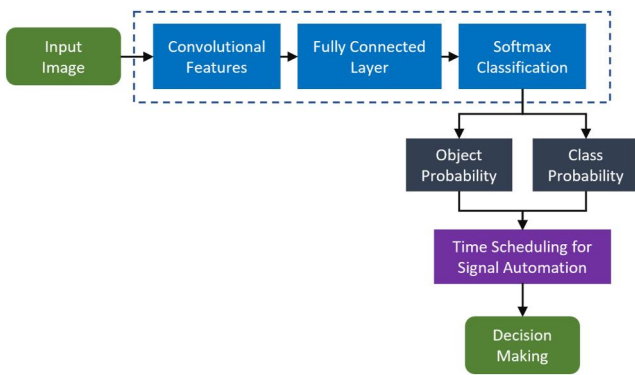 Input
Image
Convolutional
Features
Fully Connected
Layer
Softmax
Classification
Object
Probability
Class
Probability
Time Scheduling for
Signal Automation
Decision
Making